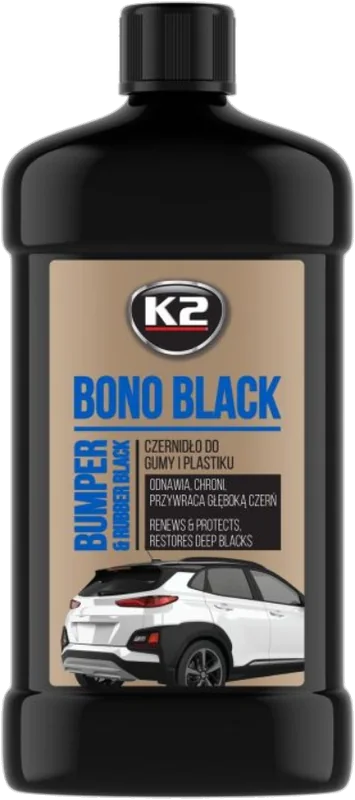 K2
BONO BLACK
BUMPER
& RUBBER BLACK
CZERNIDŁO DO
GUMY I PLASTIKU
ODNAWIA, CHRONI,
PRZYWRACA GŁĘBOKĄ CZERŃ
RENEWS & PROTECTS,
RESTORES DEEP BLACKS